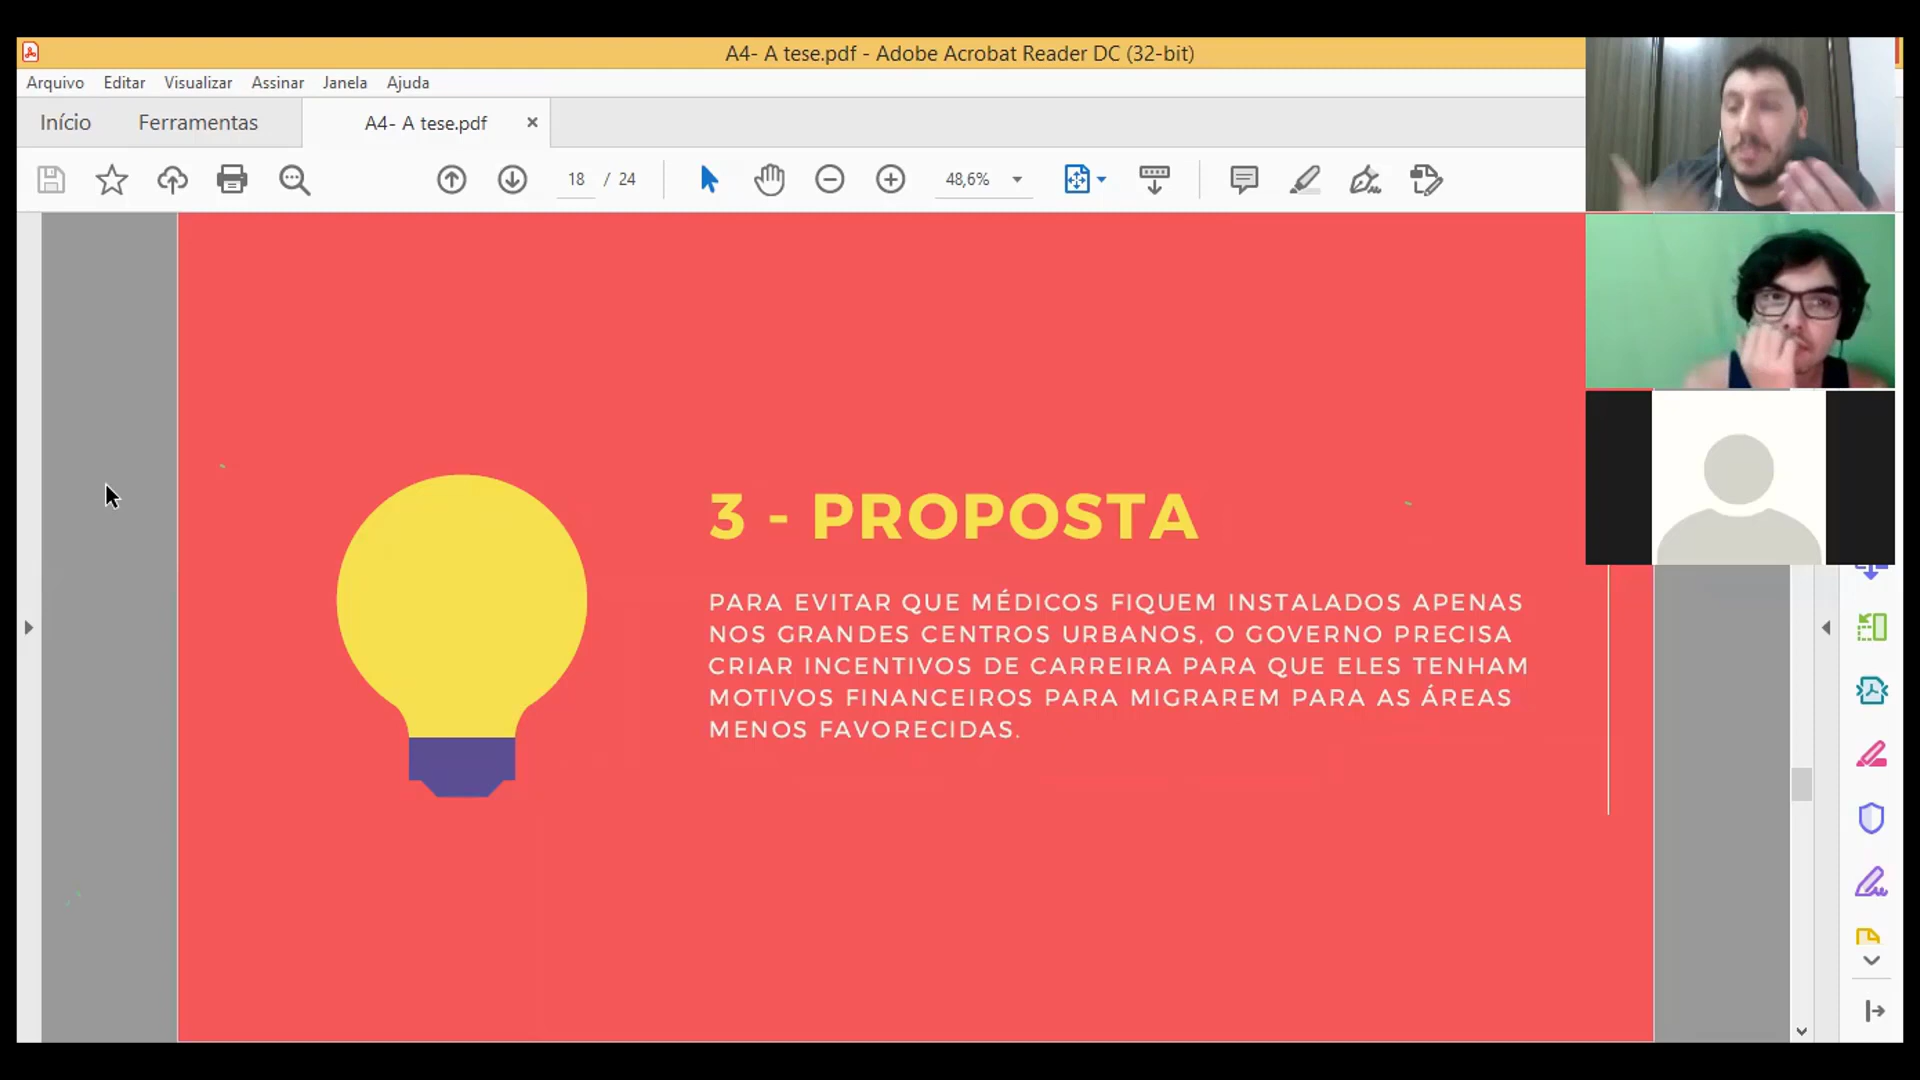 A4- A tese.pdf - Adobe Acrobat Reader DC (32-bit)
Arquivo Editar Visualizar Assinar Janela Ajuda
Início Ferramentas A4- A tese.pdf
18 / 24 48,6%
3 - PROPOSTA
PARA EVITAR QUE MÉDICOS FIQUEM INSTALADOS APENAS
NOS GRANDES CENTROS URBANOS, O GOVERNO PRECISA
CRIAR INCENTIVOS DE CARREIRA PARA QUE ELES TENHAM
MOTIVOS FINANCEIROS PARA MIGRAREM PARA AS ÁREAS
MENOS FAVORECIDAS.